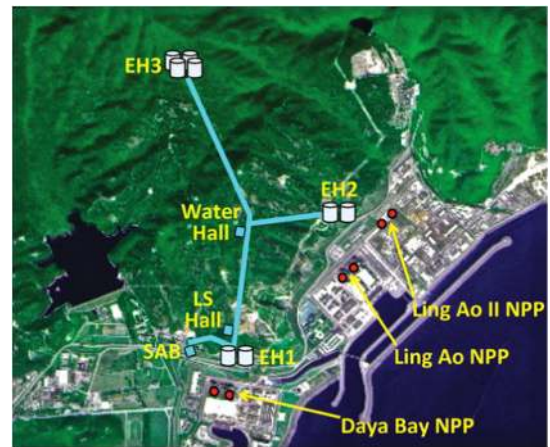 EH3
EH2
Water
Hall
Ling Ao II NPP
LS
Hall
Ling Ao NPP
SAB
EH1
Daya Bay NPP